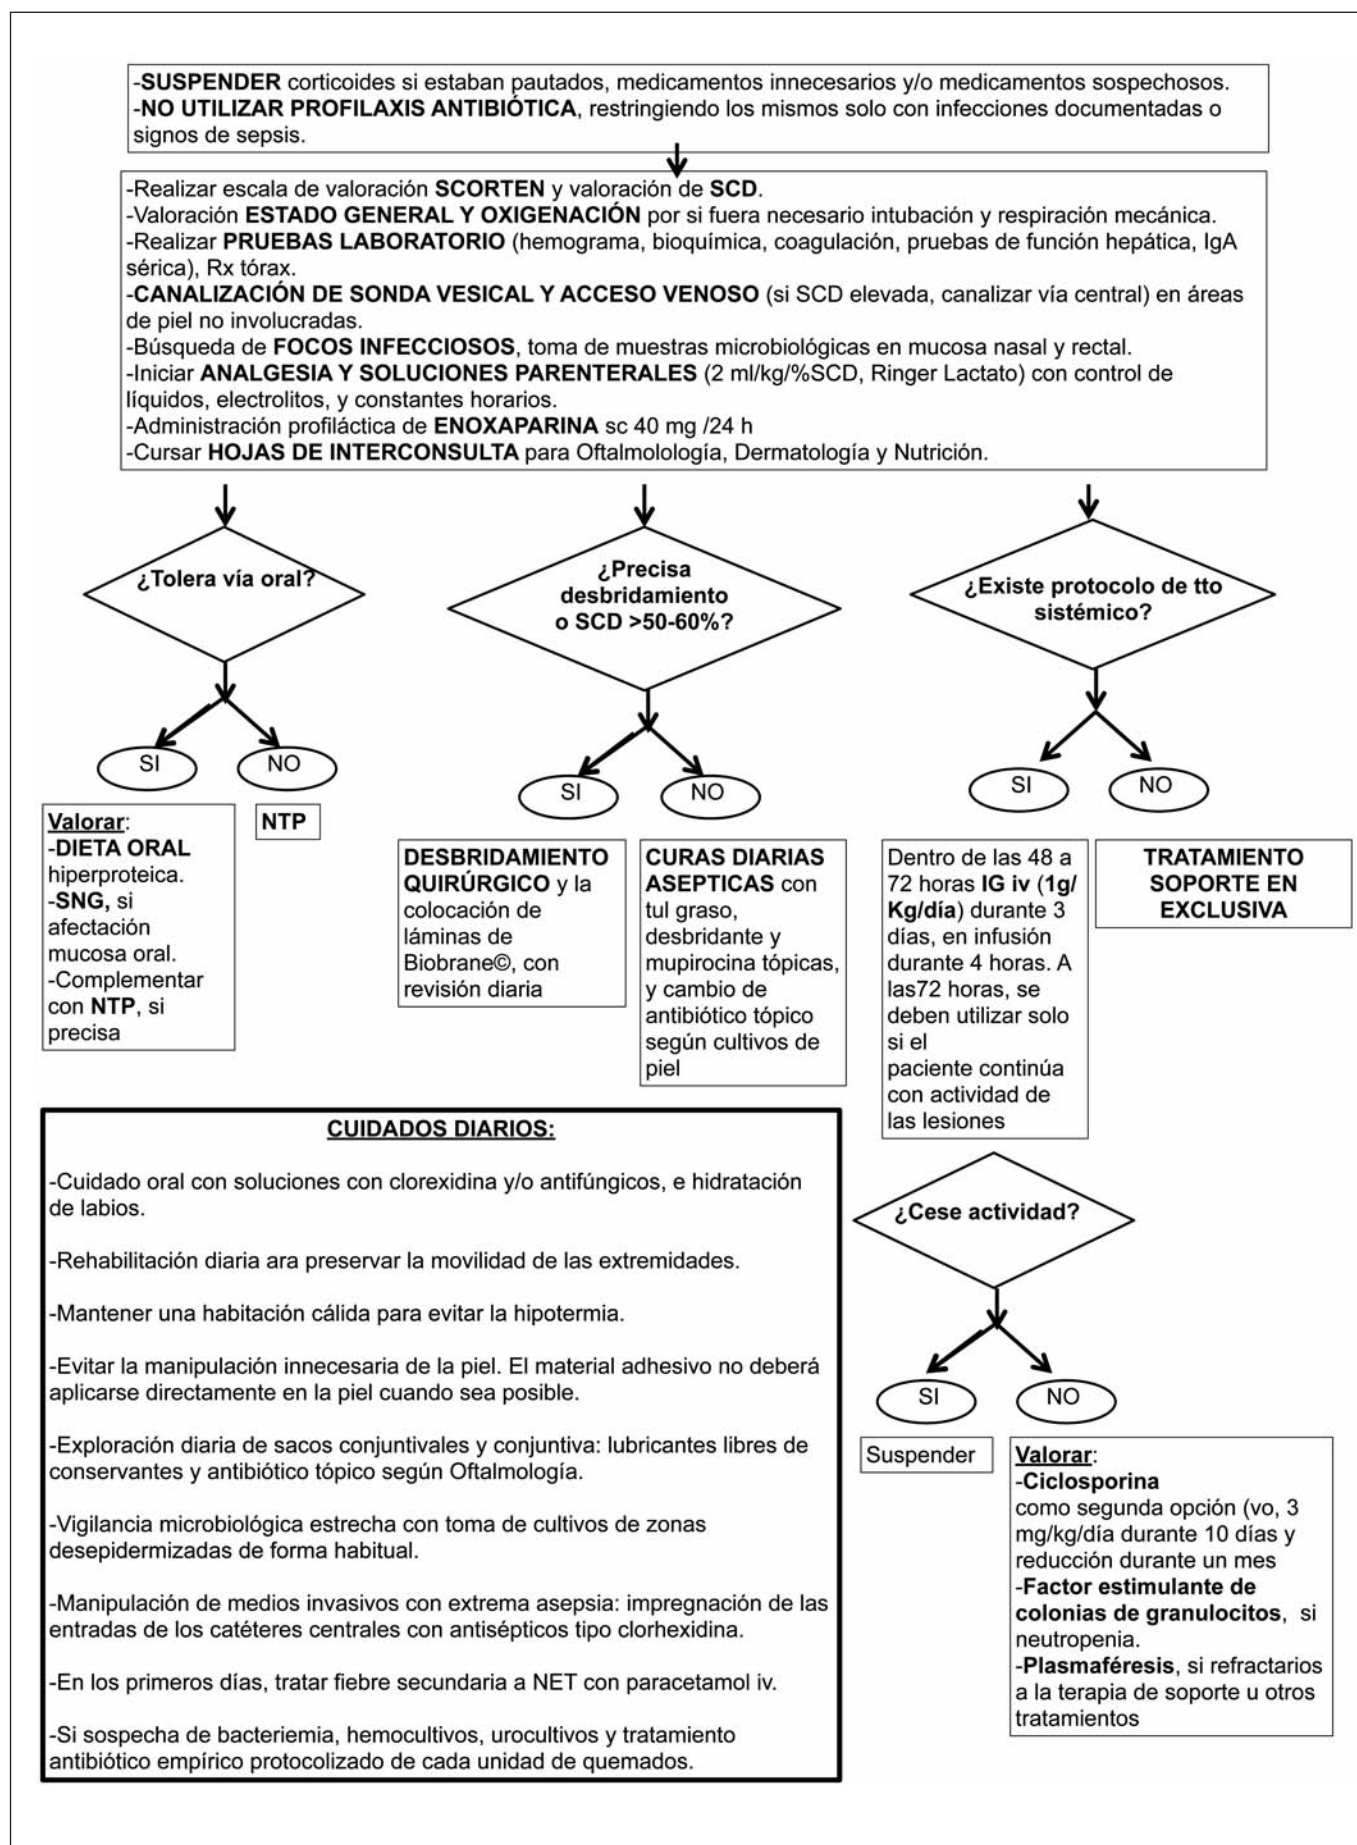 -SUSPENDER corticoides si estaban pautados, medicamentos innecesarios y/o medicamentos sospechosos.
-NO UTILIZAR PROFILAXIS ANTIBIÓTICA, restringiendo los mismos solo con infecciones documentadas o
signos de sepsis.
-Realizar escala de valoración SCORTEN y valoración de SCD.
-Valoración ESTADO GENERAL Y OXIGENACIÓN por si fuera necesario intubación y respiración mecánica.
-Realizar PRUEBAS LABORATORIO (hemograma, bioquímica, coagulación, pruebas de función hepática, IgA
sérica), Rx tórax.
-CANALIZACIÓN DE SONDA VESICAL Y ACCESO VENOSO (si SCD elevada, canalizar vía central) en áreas
de piel no involucradas.
-Búsqueda de FOCOS INFECCIOSOS, toma de muestras microbiológicas en mucosa nasal y rectal.
-Iniciar ANALGESIA Y SOLUCIONES PARENTERALES (2 ml/kg/%SCD, Ringer Lactato) con control de
líquidos, electrolitos, y constantes horarios.
-Administración profiláctica de ENOXAPARINA sc 40 mg /24 h
-Cursar HOJAS DE INTERCONSULTA para Oftalmolología, Dermatología y Nutrición.
¿Tolera vía oral?
SI
NO
Valorar:
-DIETA ORAL
hiperproteica.
-SNG, si
afectación
mucosa oral.
-Complementar
con NTP, si
precisa
NTP
¿Precisa
desbridamiento
o SCD >50-60%?
SI
NO
DESBRIDAMIENTO
QUIRÚRGICO y la
colocación de
láminas de
Biobrane©, con
revisión diaria
CURAS DIARIAS
ASEPTICAS con
tul graso,
desbridante y
mupirocina tópicas,
y cambio de
antibiótico tópico
según cultivos de
piel
¿Existe protocolo de tto
sistémico?
SI
NO
Dentro de las 48 a
72 horas IG iv (1g/
Kg/día) durante 3
días, en infusión
durante 4 horas. A
las72 horas, se
deben utilizar solo
si el
paciente continúa
con actividad de
las lesiones
TRATAMIENTO
SOPORTE EN
EXCLUSIVA
¿Cese actividad?
SI
NO
Suspender
Valorar:
-Ciclosporina
como segunda opción (vo, 3
mg/kg/día durante 10 días y
reducción durante un mes
-Factor estimulante de
colonias de granulocitos, si
neutropenia.
-Plasmaféresis, si refractarios
a la terapia de soporte u otros
tratamientos
CUIDADOS DIARIOS:
-Cuidado oral con soluciones con clorexidina y/o antifúngicos, e hidratación
de labios.
-Rehabilitación diaria ara preservar la movilidad de las extremidades.
-Mantener una habitación cálida para evitar la hipotermia.
-Evitar la manipulación innecesaria de la piel. El material adhesivo no deberá
aplicarse directamente en la piel cuando sea posible.
-Exploración diaria de sacos conjuntivales y conjuntiva: lubricantes libres de
conservantes y antibiótico tópico según Oftalmología.
-Vigilancia microbiológica estrecha con toma de cultivos de zonas
desepidermizadas de forma habitual.
-Manipulación de medios invasivos con extrema asepsia: impregnación de las
entradas de los catéteres centrales con antisépticos tipo clorhexidina.
-En los primeros días, tratar fiebre secundaria a NET con paracetamol iv.
-Si sospecha de bacteriemia, hemocultivos, urocultivos y tratamiento
antibiótico empírico protocolizado de cada unidad de quemados.